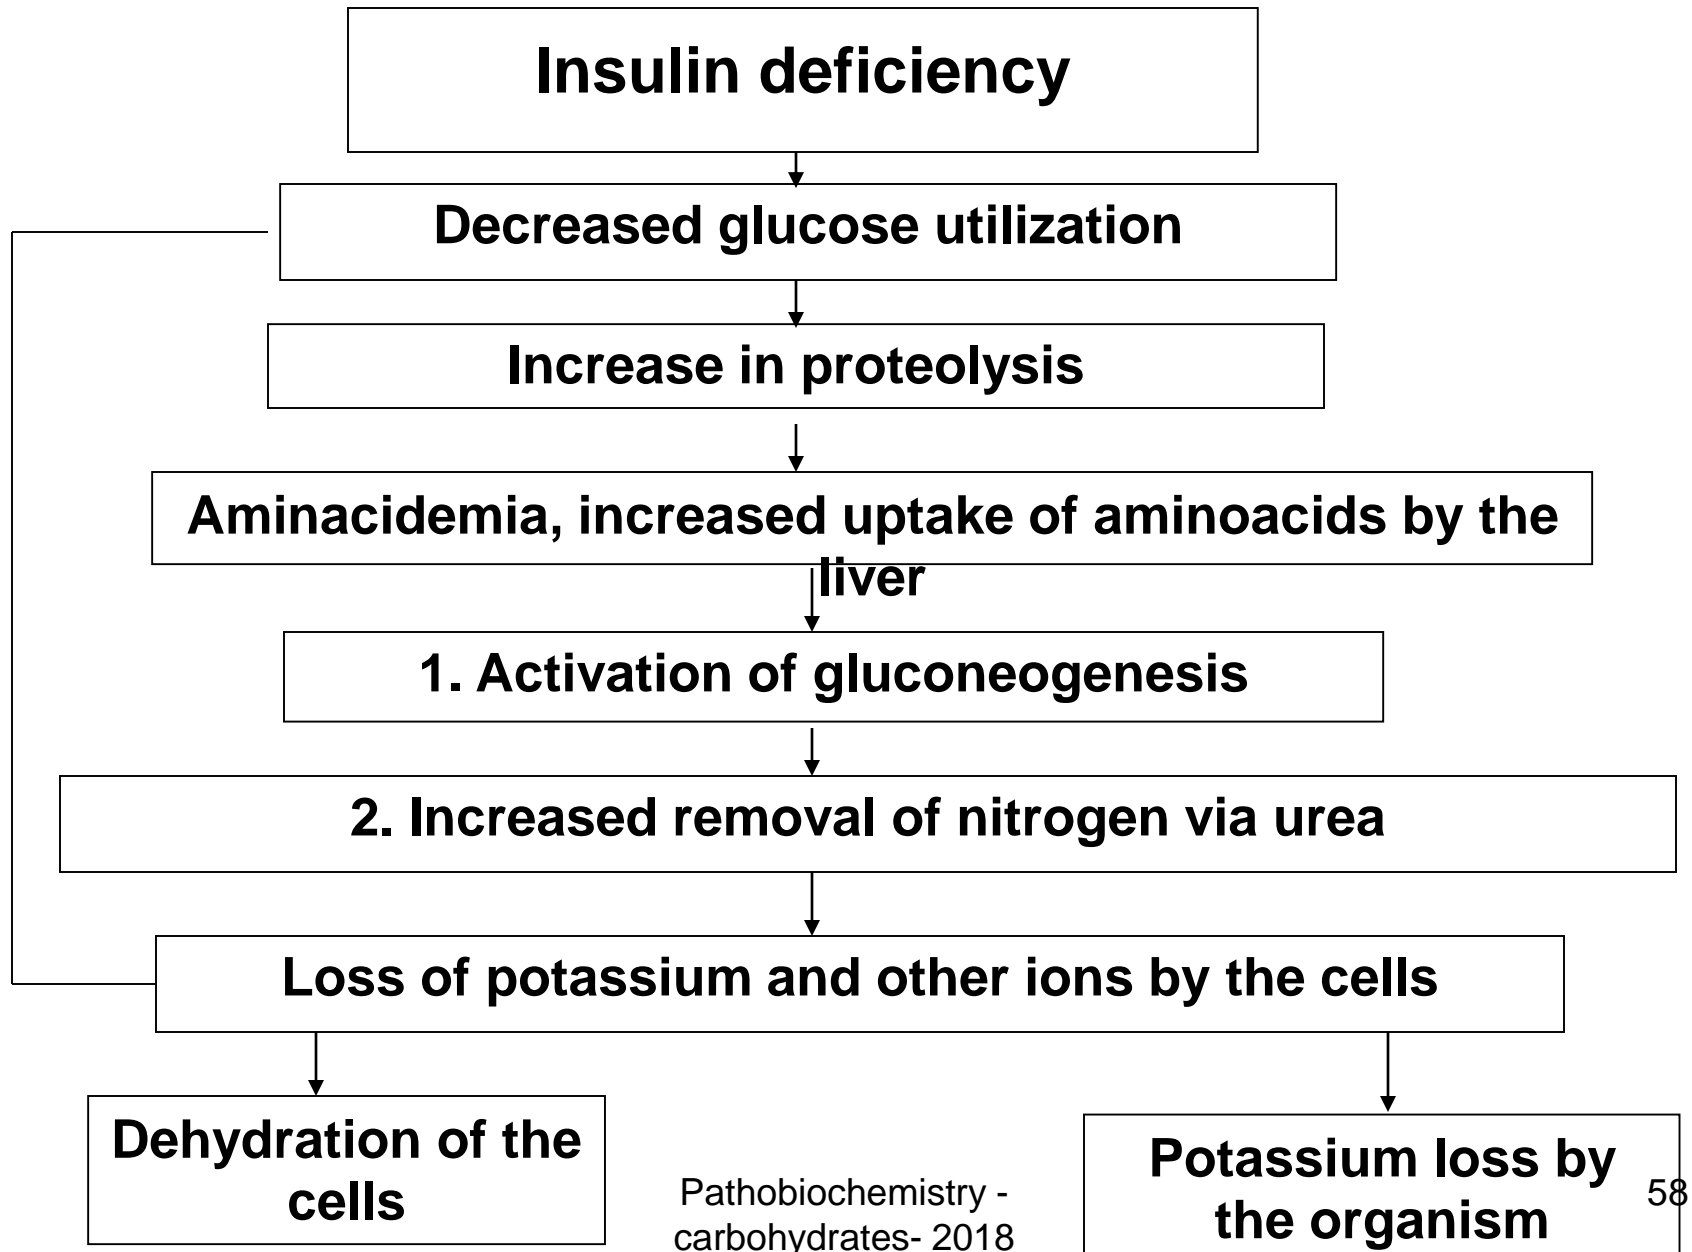 Insulin deficiency
Decreased glucose utilization
Increase in proteolysis
Aminacidemia, increased uptake of aminoacids by the
liver
1. Activation of gluconeogenesis
2. Increased removal of nitrogen via urea
Loss of potassium and other ions by the cells
Dehydration of the
cells
Potassium loss by
the organism
Pathobiochemistry -
carbohydrates- 2018
58